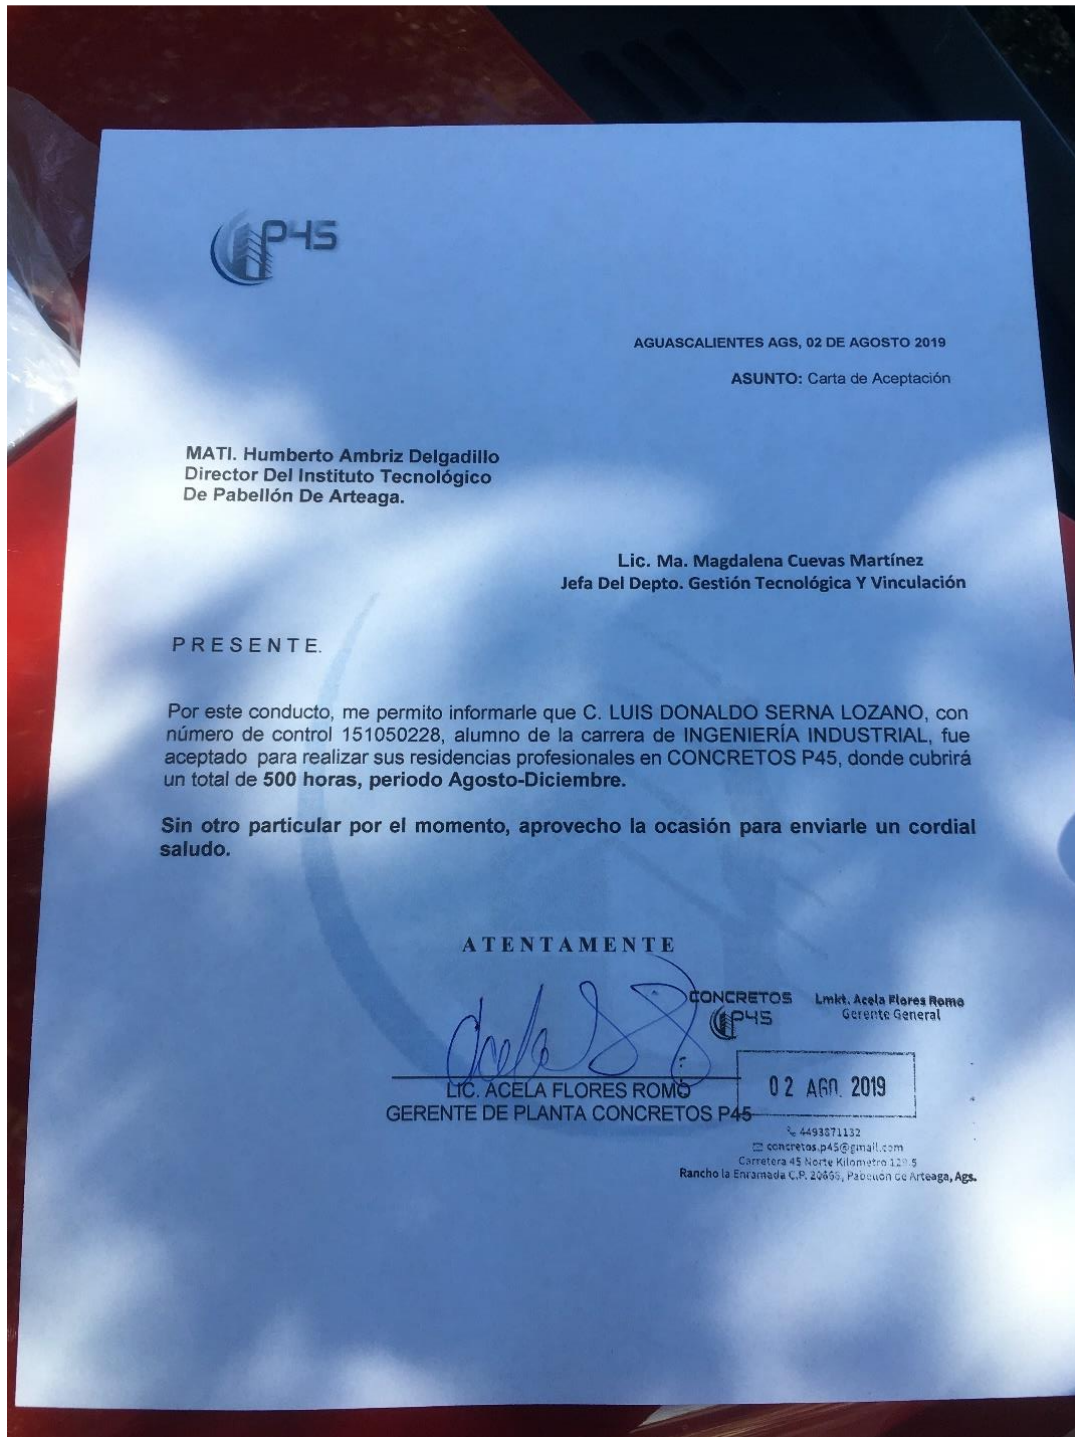 P45
AGUASCALIENTES AGS, 02 DE AGOSTO 2019
ASUNTO: Carta de Aceptación
MATI. Humberto Ambriz Delgadillo
Director Del Instituto Tecnológico
De Pabellón De Arteaga.
Lic. Ma. Magdalena Cuevas Martínez
Jefa Del Depto. Gestión Tecnológica Y Vinculación
PRESENTE.
Por este conducto, me permito informarle que C. LUIS DONALDO SERNA LOZANO, con
número de control 151050228, alumno de la carrera de INGENIERÍA INDUSTRIAL, fue
aceptado para realizar sus residencias profesionales en CONCRETOS P45, donde cubrirá
un total de 500 horas, periodo Agosto-Diciembre.
Sin otro particular por el momento, aprovecho la ocasión para enviarle un cordial
saludo.
ATENTAMENTE
Acela
CONCRETOS
P45
Lmkt. Acela Flores Romo
Gerente General
LIC. ACELA FLORES ROMO
GERENTE DE PLANTA CONCRETOS P45
02 AGO. 2019
4493871132
concretos.p45@gmail.com
Carretera 45 Norte Kilometro
Rancho la Enramada C.P. Pabellón de Arteaga, Ags.